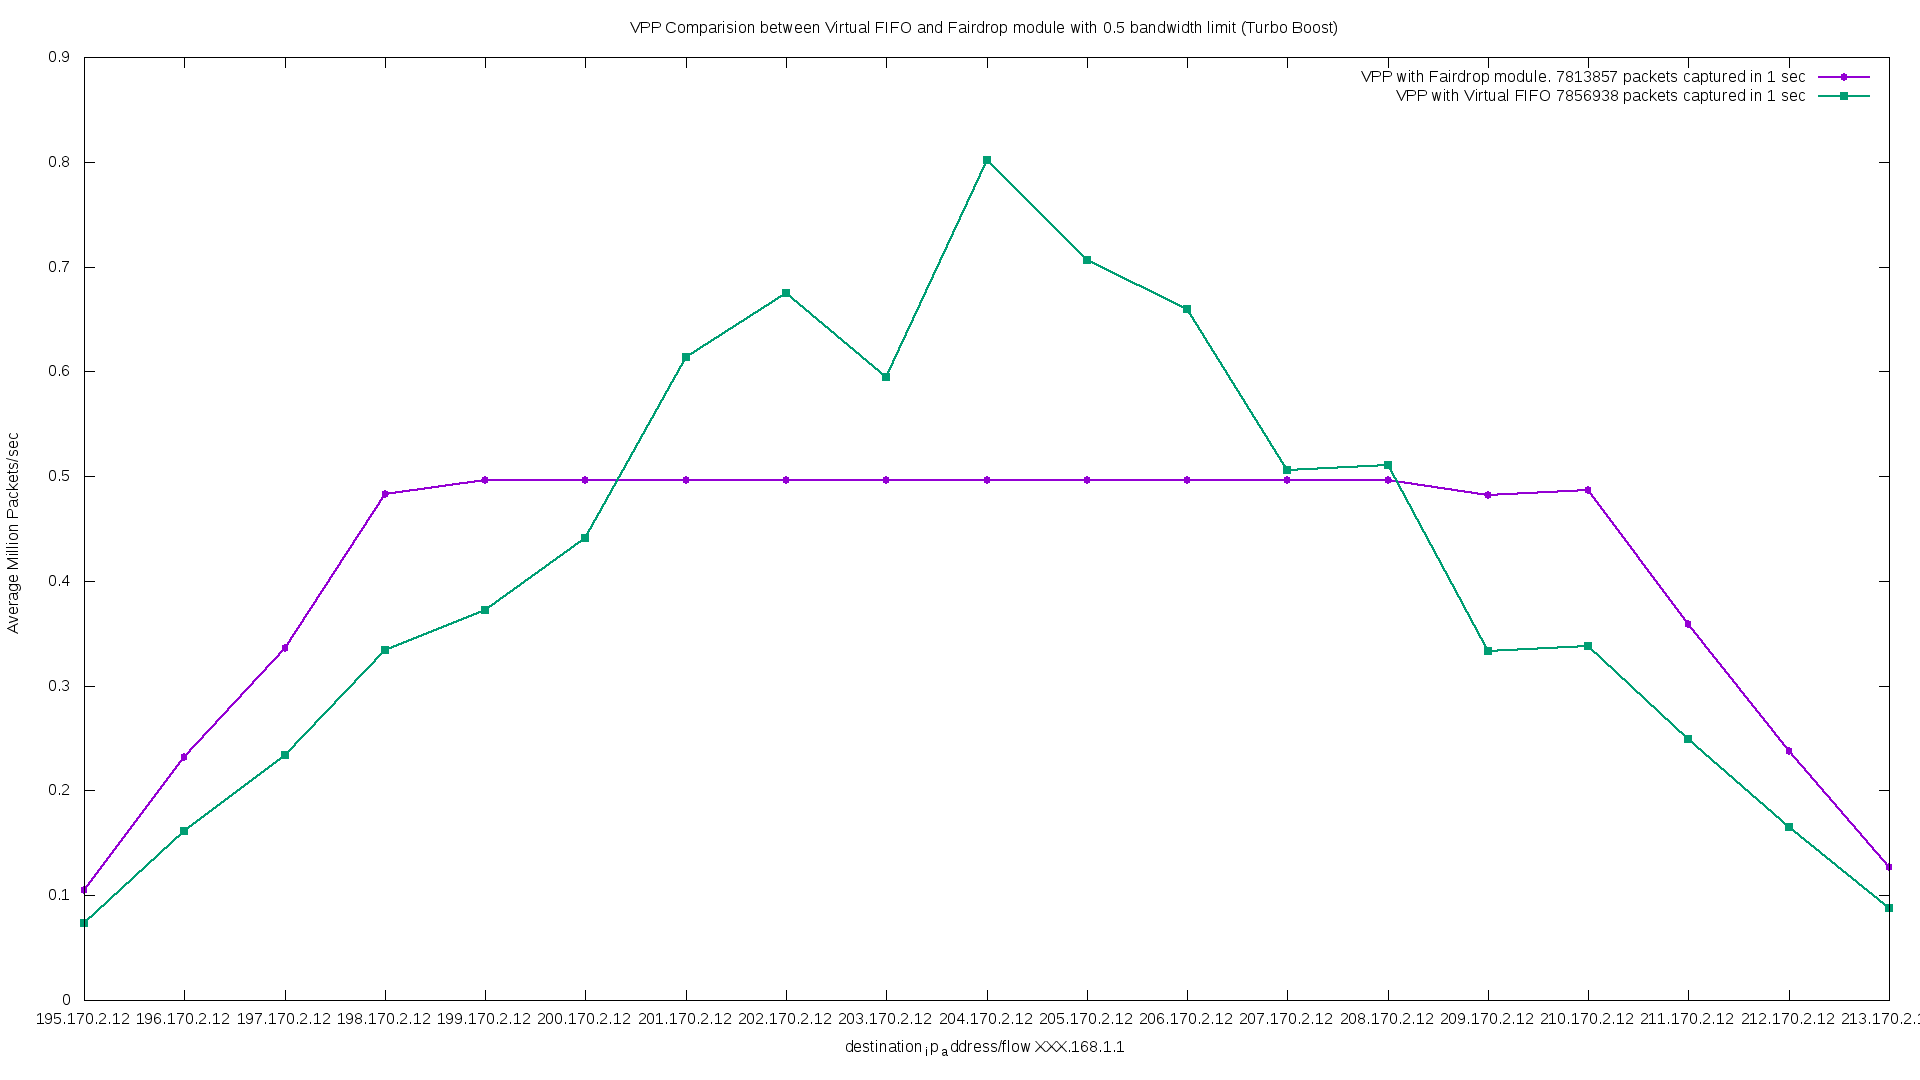 VPP Comparision between Virtual FIFO and Fairdrop module with 0.5 bandwidth limit (Turbo Boost)
VPP with Fairdrop module. 7813857 packets captured in 1 sec
VPP with Virtual FIFO 7856938 packets captured in 1 sec
0.9
0.8
0.7
0.6
0.5
0.4
0.3
0.2
0.1
0
Average Million Packets/sec
195.170.2.12 196.170.2.12 197.170.2.12 198.170.2.12 199.170.2.12 200.170.2.12 201.170.2.12 202.170.2.12 203.170.2.12 204.170.2.12 205.170.2.12 206.170.2.12 207.170.2.12 208.170.2.12 209.170.2.12 210.170.2.12 211.170.2.12 212.170.2.12 213.170.2.1
destinationipaddress/flow XXX.168.1.1